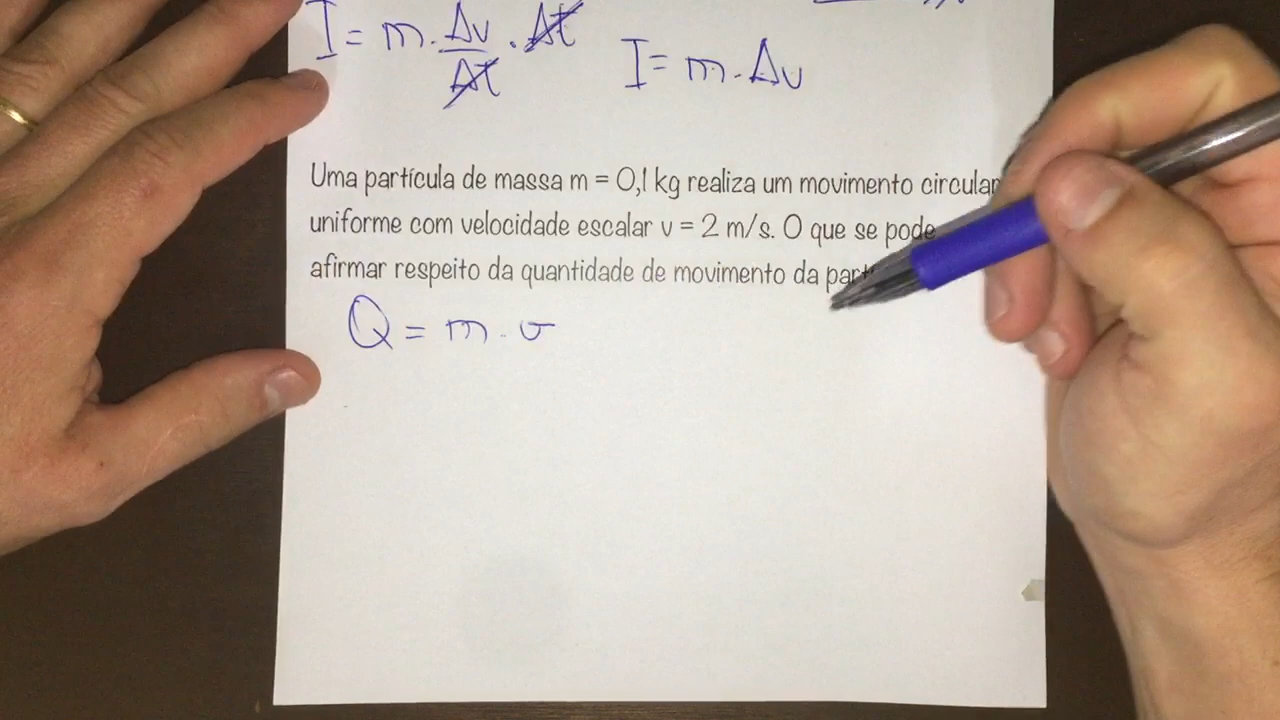 I = m. Δv/Δt . Δt I = m. Δv
Uma partícula de massa m = 0,1 kg realiza um movimento circular
uniforme com velocidade escalar v = 2 m/s. O que se pode
afirmar respeito da quantidade de movimento da
Q = m . v